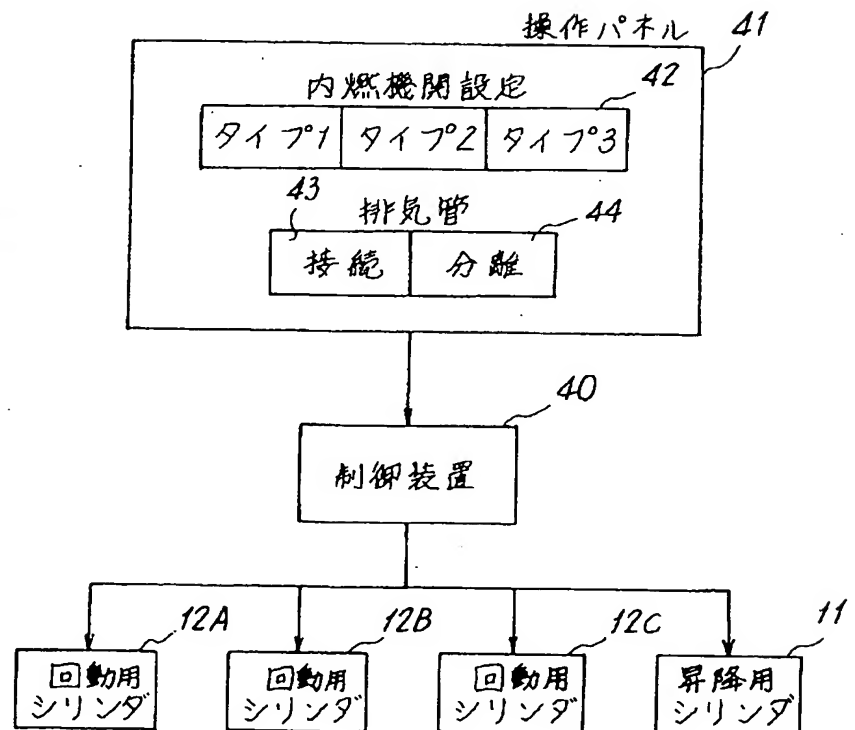 操作パネル 41
内燃機関設定
42
タイプ1 タイプ2 タイプ3
43 排気管 44
接続 分離
40
制御装置
12A 12B 12C 11
回動用 回動用 回動用 昇降用
シリンダ シリンダ シリンダ シリンダ